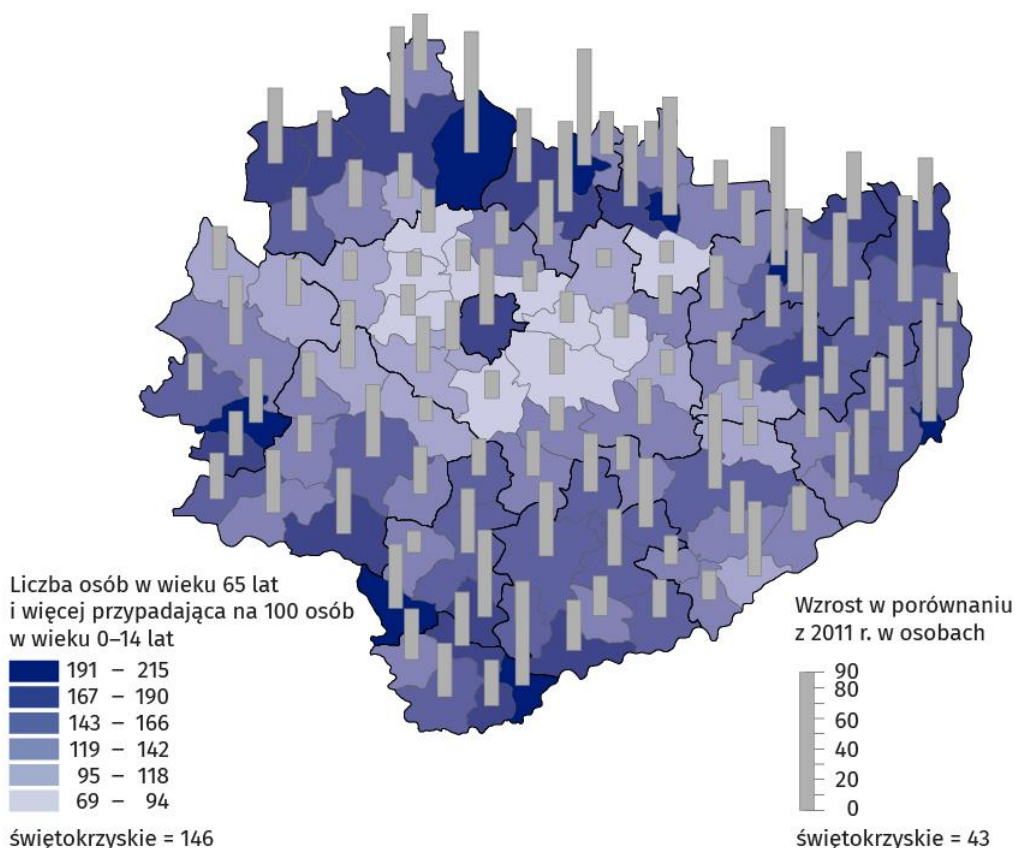 Liczba osób w wieku 65 lat
i więcej przypadająca na 100 osób
w wieku 0–14 lat
191 – 215
167 – 190
143 – 166
119 – 142
95 – 118
69 – 94
świętokrzyskie = 146
Wzrost w porównaniu
z 2011 r. w osobach
90
80
60
40
20
0
świętokrzyskie = 43